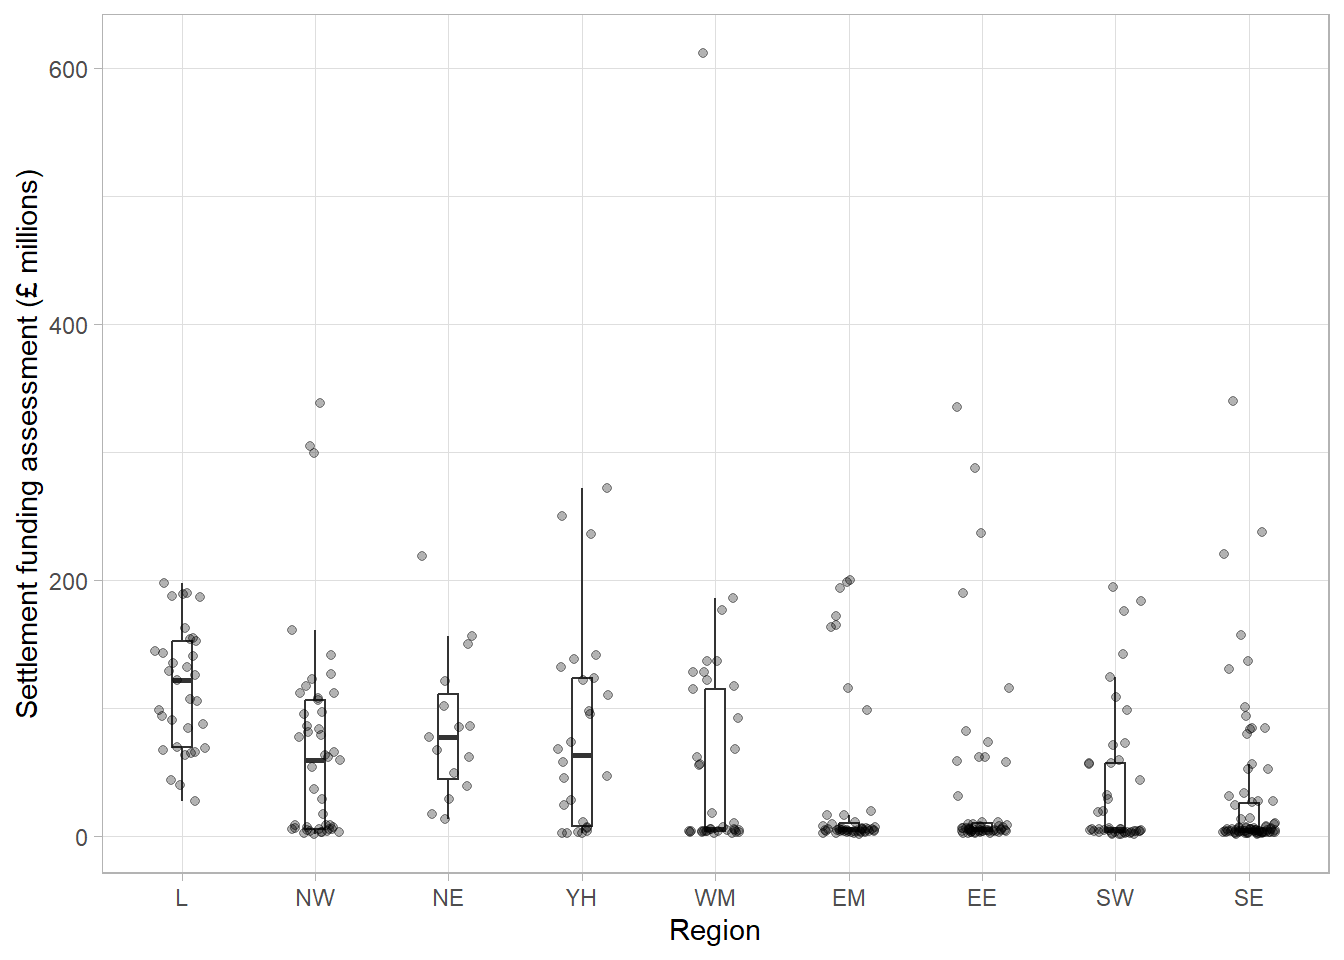 Settlement funding assessment (£ millions)
600
400
200
0
L NW NE YH WM EM EE SW SE
Region